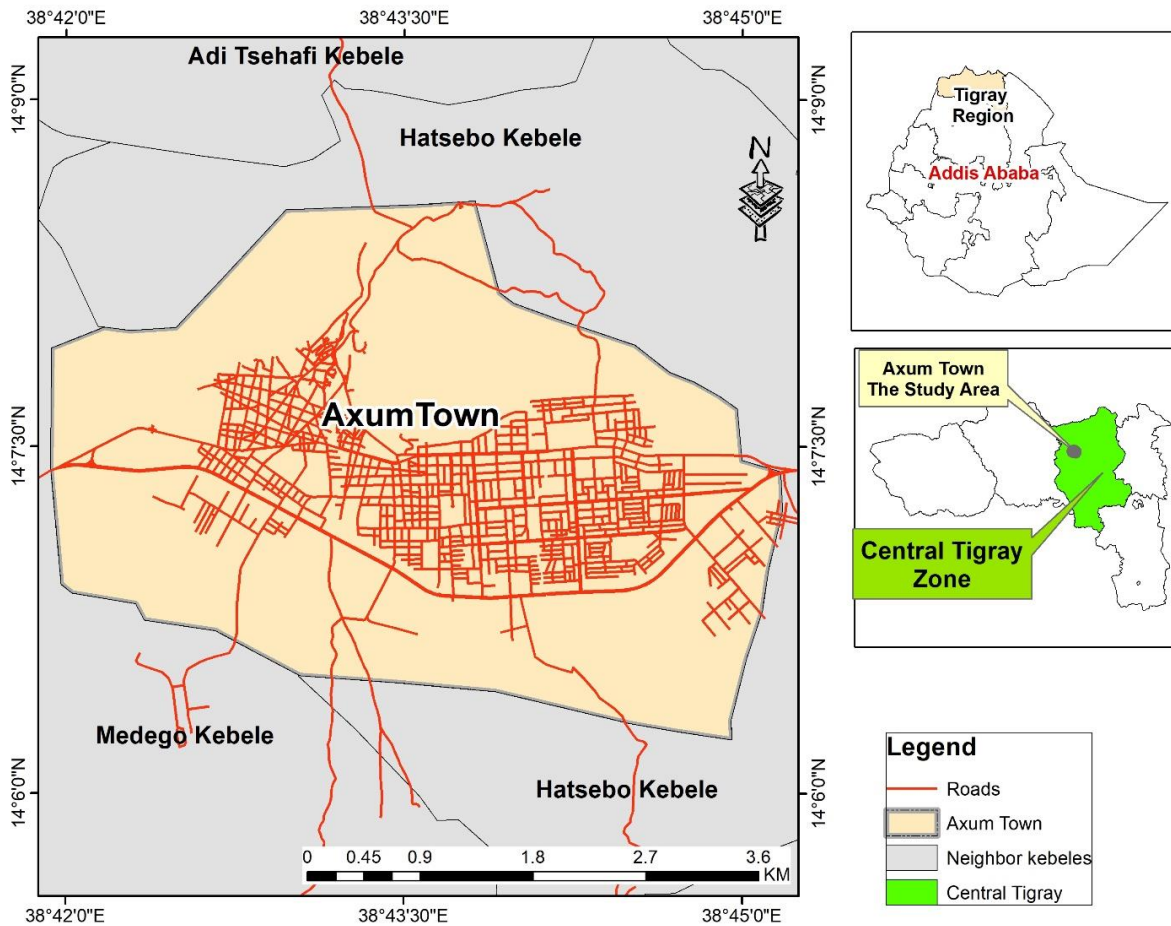 38°42'0"E
38°43'30"E
38°45'0"E
14°9'0"N
14°9'0"N
Adi Tsehafi Kebele
Hatsebo Kebele
N
AxumTown
14°7'30"N
14°7'30"N
Medego Kebele
Hatsebo Kebele
14°6'0"N
14°6'0"N
0 0.45 0.9 1.8 2.7 3.6
KM
38°42'0"E
38°43'30"E
38°45'0"E
Tigray
Region
Addis Ababa
Axum Town
The Study Area
Central Tigray
Zone
Legend
Roads
Axum Town
Neighbor kebeles
Central Tigray